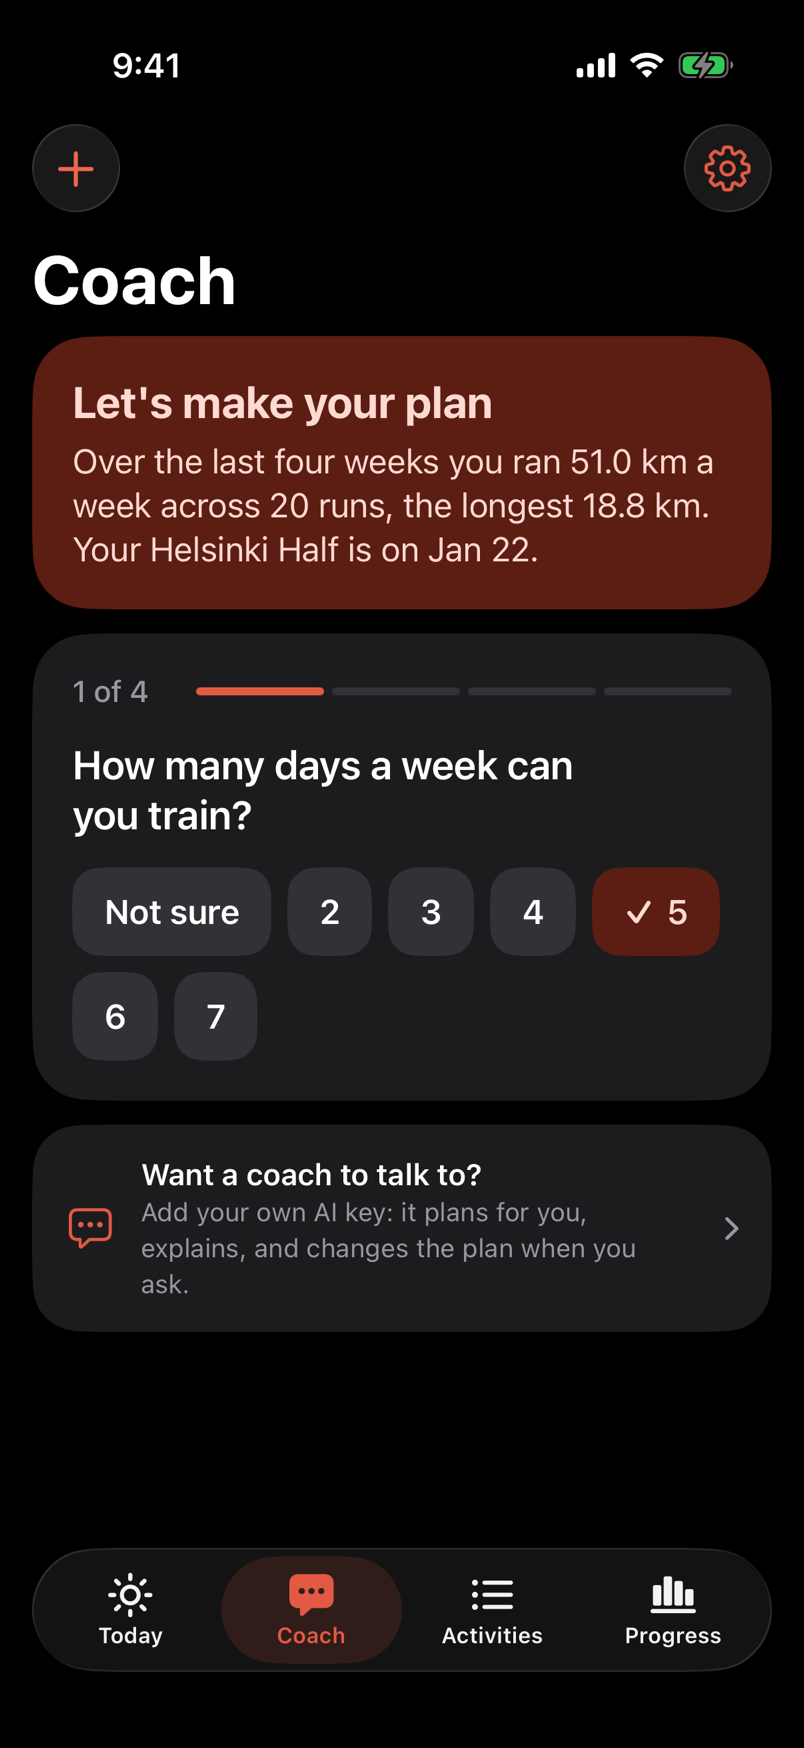 9:41
Coach
Let's make your plan
Over the last four weeks you ran 51.0 km a
week across 20 runs, the longest 18.8 km.
Your Helsinki Half is on Jan 22.
1 of 4
How many days a week can
you train?
Not sure 2 3 4 ✓ 5
6 7
Want a coach to talk to?
Add your own AI key: it plans for you,
explains, and changes the plan when you
ask.
Today Coach Activities Progress